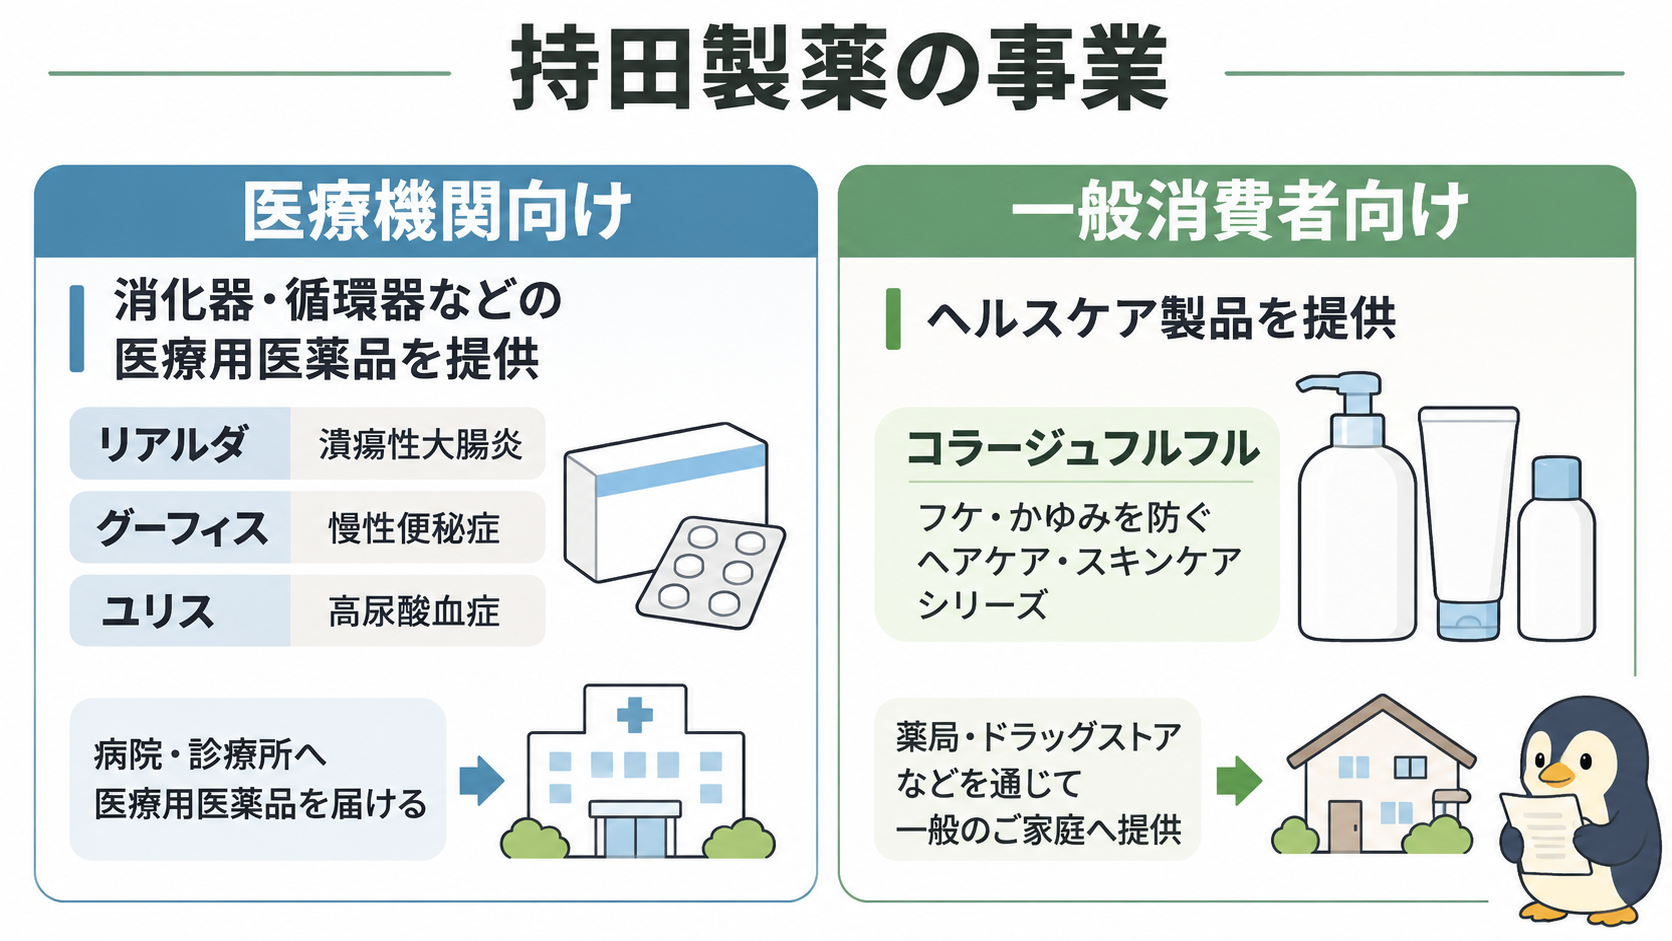 持田製薬の事業
医療機関向け
消化器・循環器などの
医療用医薬品を提供
リアルダ 潰瘍性大腸炎
グーフィス 慢性便秘症
ユリス 高尿酸血症
病院・診療所へ
医療用医薬品を届ける
一般消費者向け
ヘルスケア製品を提供
コラージュフルフル
フケ・かゆみを防ぐ
ヘアケア・スキンケア
シリーズ
薬局・ドラッグストア
などを通じて
一般のご家庭へ提供